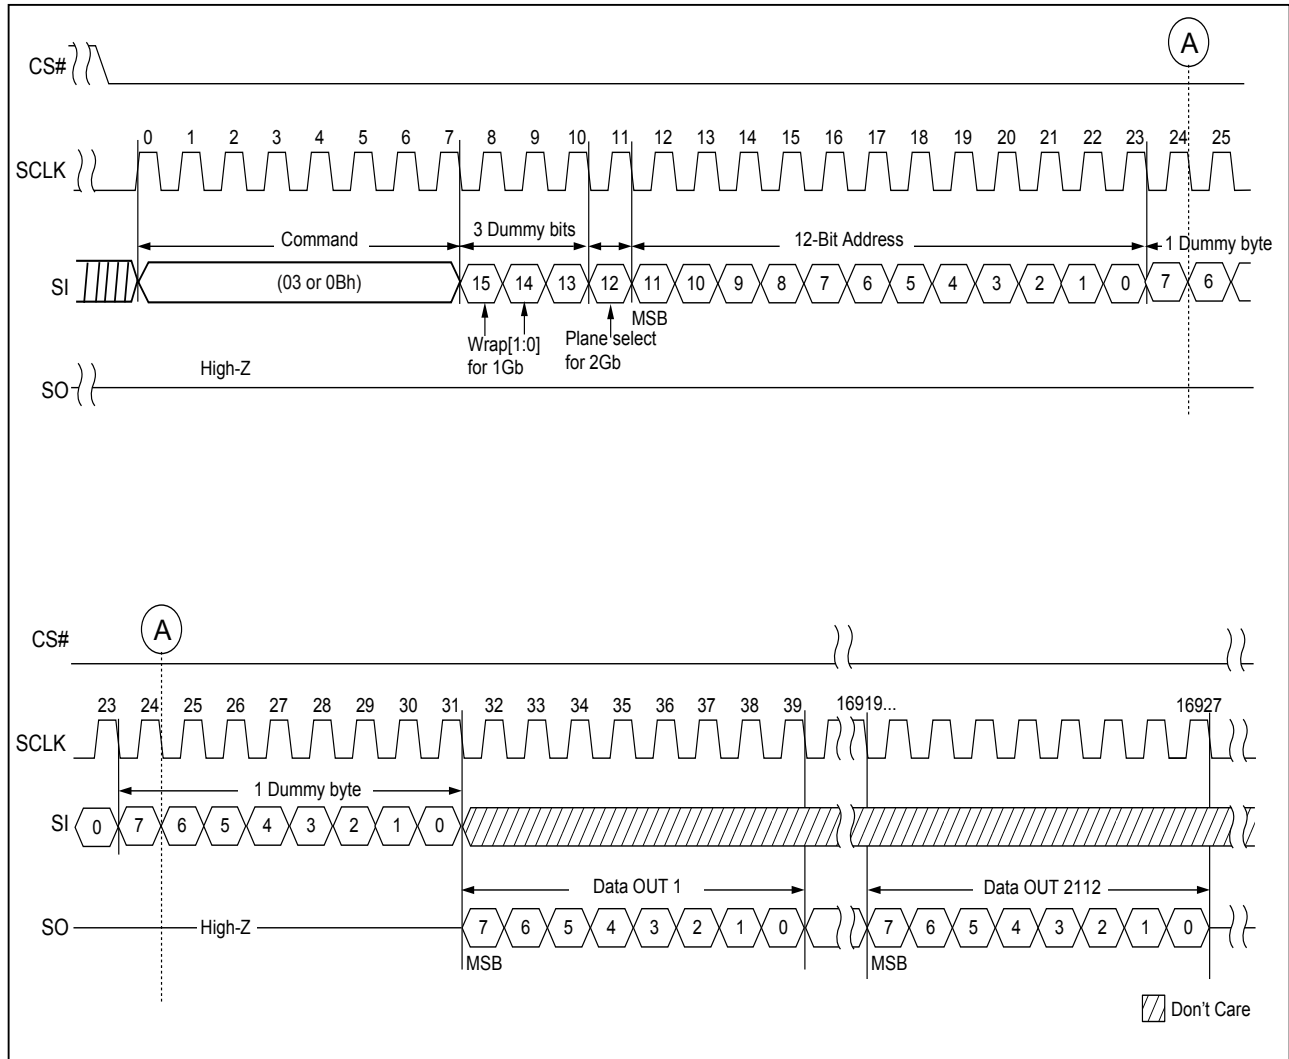 A
CS#
0 1 2 3 4 5 6 7 8 9 10 11 12 13 14 15 16 17 18 19 20 21 22 23 24 25
SCLK
Command 3 Dummy bits 12-Bit Address 1 Dummy byte
SI (03 or 0Bh) 15 14 13 12 11 10 9 8 7 6 5 4 3 2 1 0 7 6
MSB
Wrap[1:0]
for 1Gb
Plane select
for 2Gb
High-Z
SO
A
CS#
23 24 25 26 27 28 29 30 31 32 33 34 35 36 37 38 39 16919... 16927
SCLK
1 Dummy byte
SI 0 7 6 5 4 3 2 1 0
Data OUT 1 Data OUT 2112
SO High-Z 7 6 5 4 3 2 1 0 7 6 5 4 3 2 1 0
MSB MSB
Don't Care